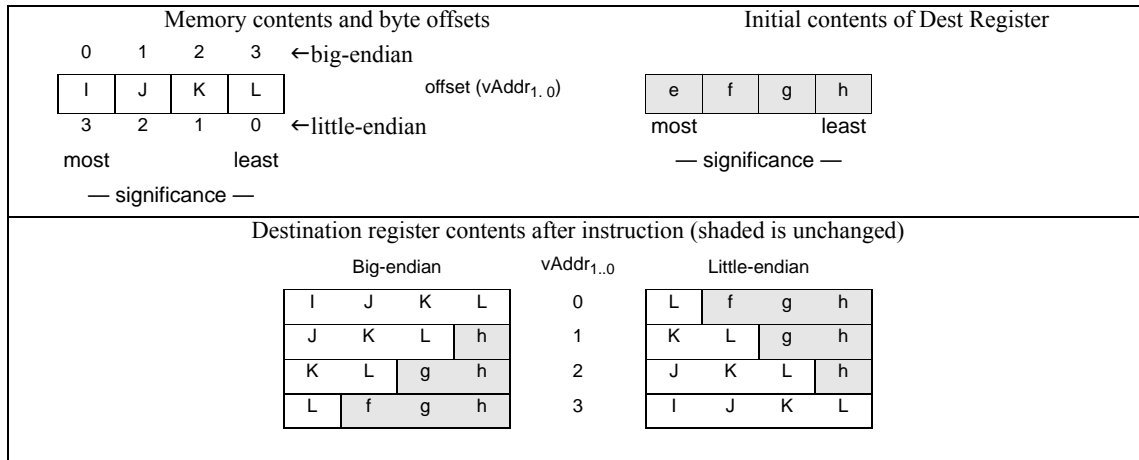 Memory contents and byte offsets Initial contents of Dest Register
0 1 2 3 ←big-endian
I J K L offset (vAddr1. 0) e f g h
3 2 1 0 ←little-endian most least
most least — significance —
— significance —
Destination register contents after instruction (shaded is unchanged)
Big-endian vAddr1..0 Little-endian
I J K L 0 L f g h
J K L h 1 K L g h
K L g h 2 J K L h
L f g h 3 I J K L